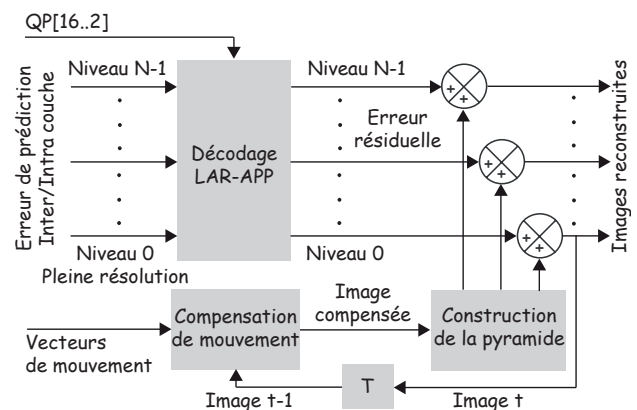 QP[16..2]
Niveau N-1
Niveau N-1
Erreur de prédiction
Inter/Intra couche
Décodage
LAR-APP
Erreur
résiduelle
+
+
+
+
+
+
Images reconstruites
Niveau 0
Pleine résolution
Niveau 0
Vecteurs
de mouvement
Compensation
de mouvement
Image
compensée
Construction
de la pyramide
Image t-1
T
Image t